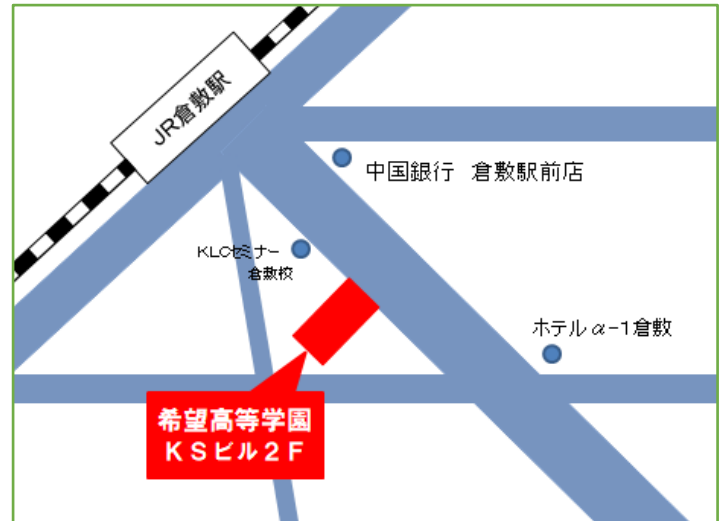 JR倉敷駅
中国銀行 倉敷駅前店
KLCセミナー
倉敷校
ホテルα-1倉敷
希望高等学園
KSビル2F